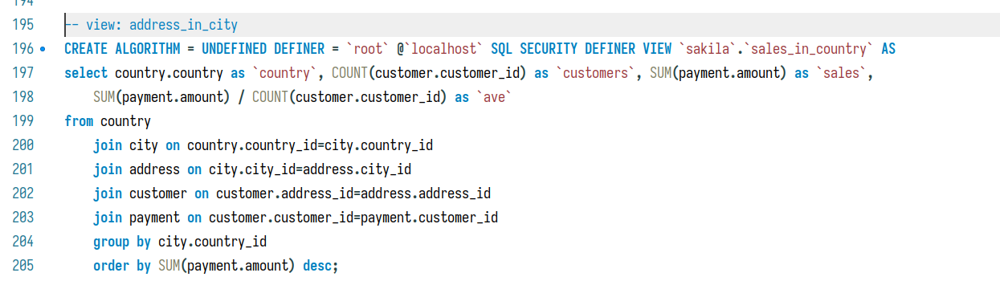 194
195 -- view: address_in_city
196 CREATE ALGORITHM = UNDEFINED DEFINER = `root` @`localhost` SQL SECURITY DEFINER VIEW `sakila`.`sales_in_country` AS
197 select country.country as `country`, COUNT(customer.customer_id) as `customers`, SUM(payment.amount) as `sales`,
198 SUM(payment.amount) / COUNT(customer.customer_id) as `ave`
199 from country
200 join city on country.country_id=city.country_id
201 join address on city.city_id=address.city_id
202 join customer on customer.address_id=address.address_id
203 join payment on customer.customer_id=payment.customer_id
204 group by city.country_id
205 order by SUM(payment.amount) desc;